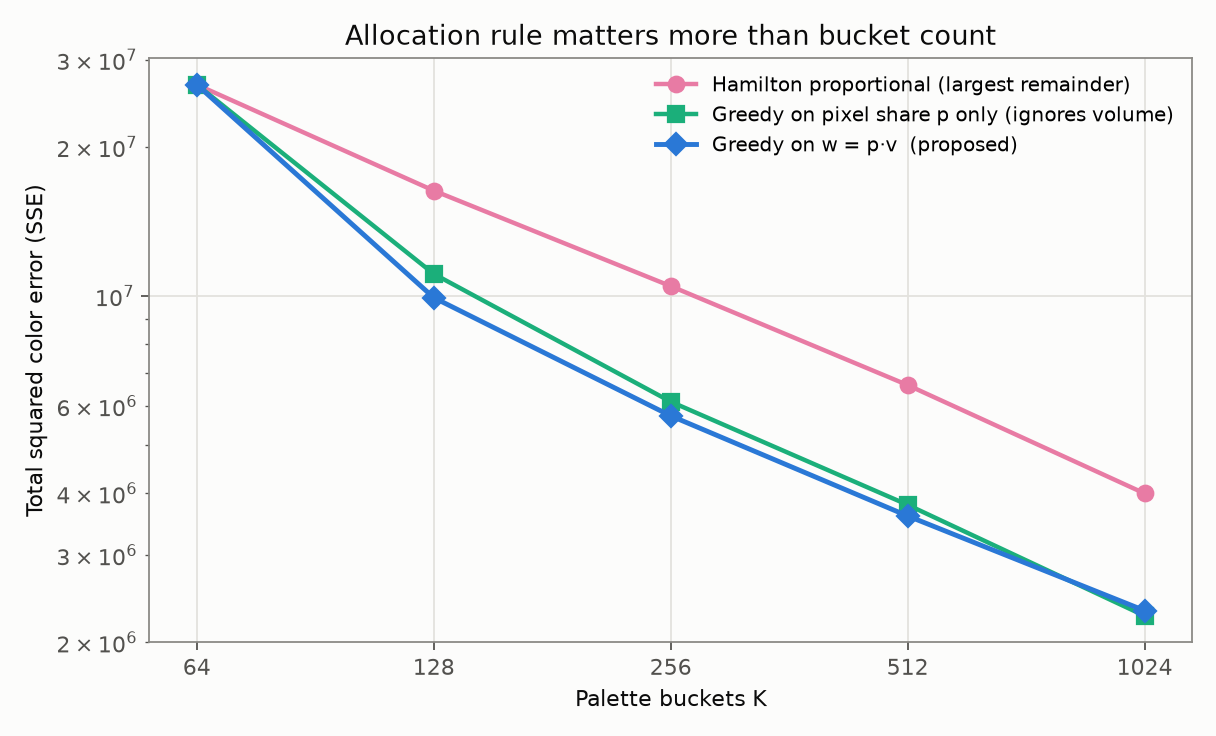 Allocation rule matters more than bucket count
Hamilton proportional (largest remainder)
Greedy on pixel share p only (ignores volume)
Greedy on w = p·v (proposed)
Total squared color error (SSE)
3 × 10⁷
2 × 10⁷
10⁷
6 × 10⁶
4 × 10⁶
3 × 10⁶
2 × 10⁶
64 128 256 512 1024
Palette buckets K